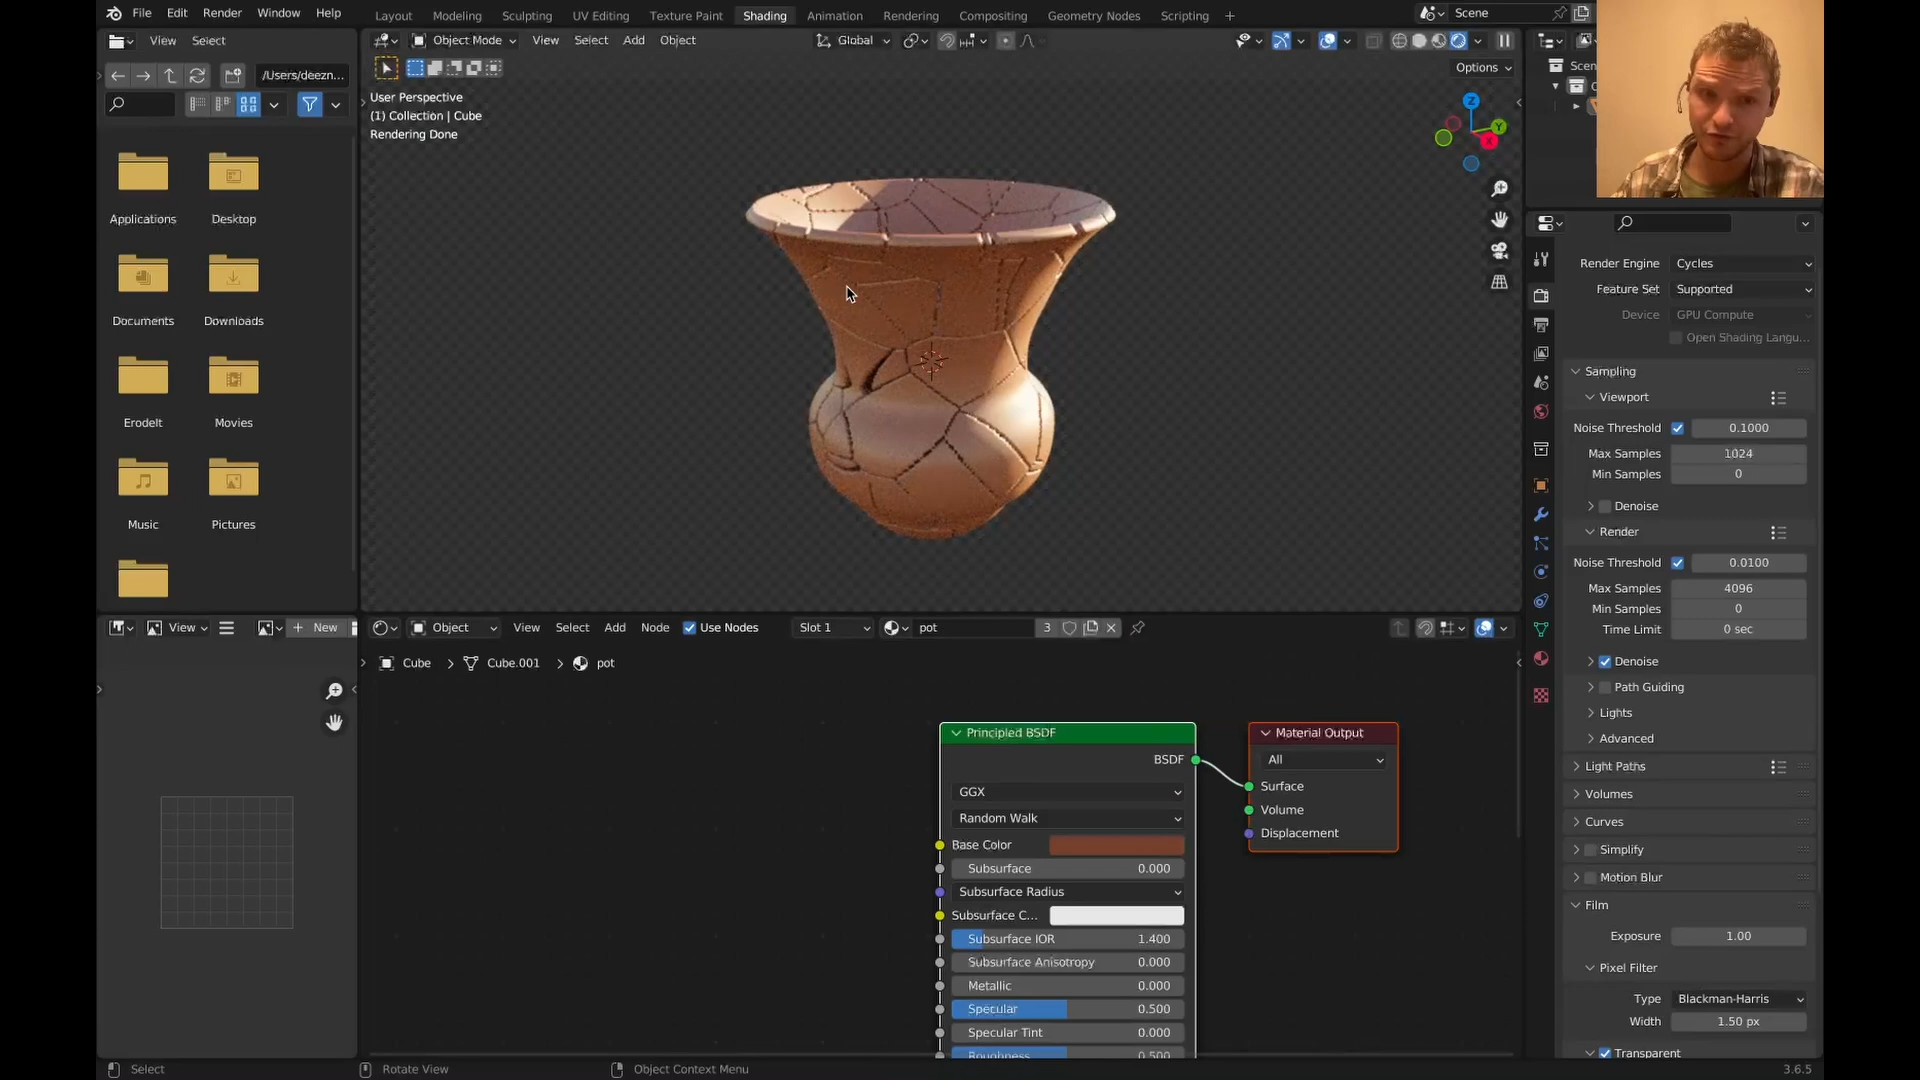 File Edit Render Window Help
Layout Modeling Sculpting UV Editing Texture Paint Shading Animation Rendering Compositing Geometry Nodes Scripting +
Scene
View Select
/Users/deezn...
Applications Desktop
Documents Downloads
Erodelt Movies
Music Pictures
Object Mode View Select Add Object
Global
Options
User Perspective
(1) Collection | Cube
Rendering Done
Z
Y
X
Scen
Render Engine Cycles
Feature Set Supported
Device GPU Compute
Open Shading Langu...
Sampling
Viewport
Noise Threshold 0.1000
Max Samples 1024
Min Samples 0
Denoise
Render
Noise Threshold 0.0100
Max Samples 4096
Min Samples 0
Time Limit 0 sec
Denoise
Path Guiding
Lights
Advanced
Light Paths
Volumes
Curves
Simplify
Motion Blur
Film
Exposure 1.00
Pixel Filter
Type Blackman-Harris
Width 1.50 px
Transparent
View + New
Object View Select Add Node Use Nodes Slot 1 pot 3
Cube > Cube.001 > pot
Principled BSDF
BSDF
GGX
Random Walk
Base Color
Subsurface 0.000
Subsurface Radius
Subsurface C...
Subsurface IOR 1.400
Subsurface Anisotropy 0.000
Metallic 0.000
Specular 0.500
Specular Tint 0.000
Roughness 0.500
Material Output
All
Surface
Volume
Displacement
Select Rotate View Object Context Menu 3.6.5